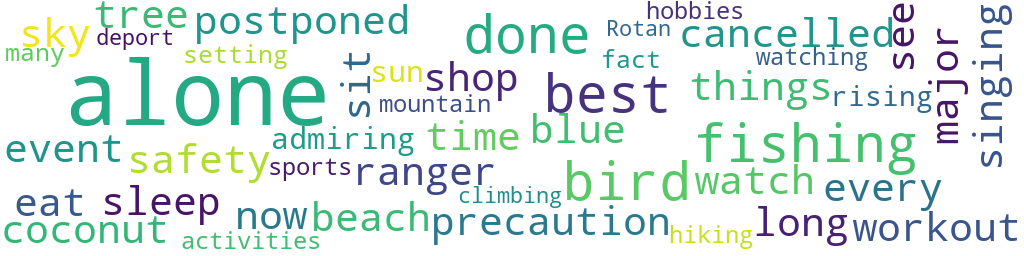 sky tree postponed done hobbies Rotan cancelled see singing
many deport setting alone sit sun shop mountain best fact watching things rising major
event safety admiring sports time ranger blue fishing
eat sleep climbing bird watch every
coconut now beach activities precaution hiking long workout